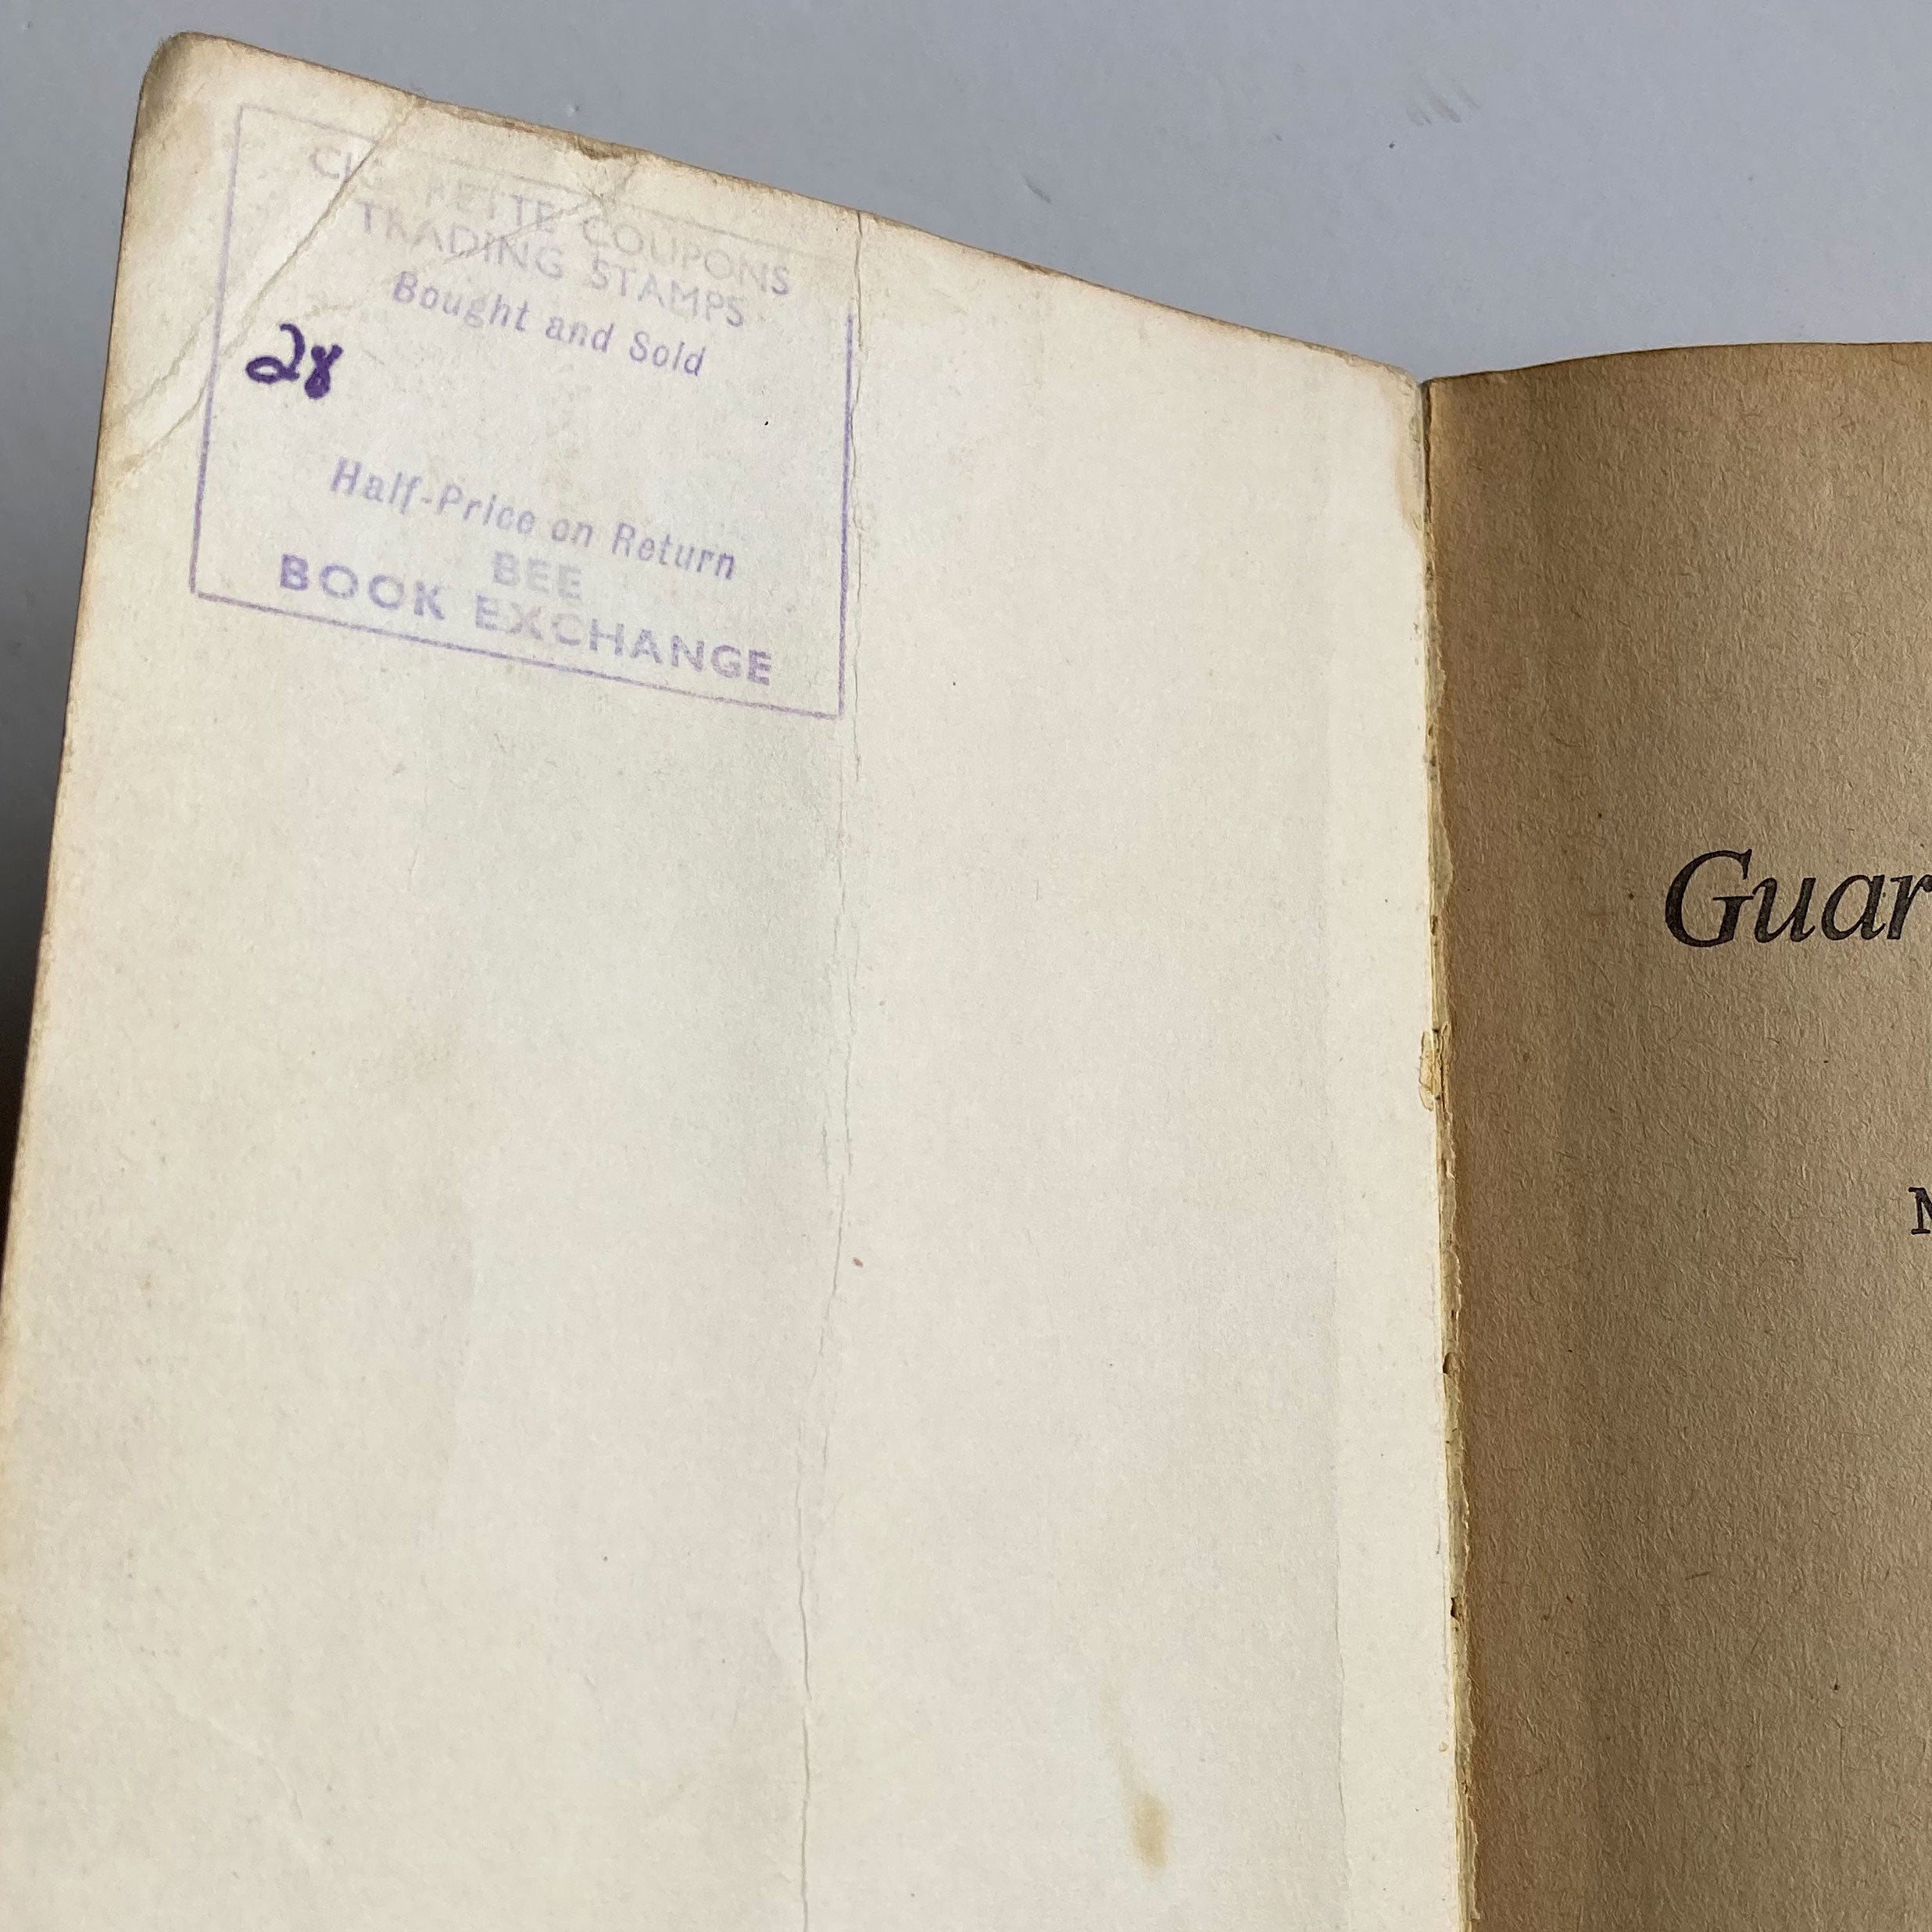 CIGARETTE COUPONS
TRADING STAMPS
Bought and Sold
28
Half-Price on Return
BEE
BOOK EXCHANGE
Guar